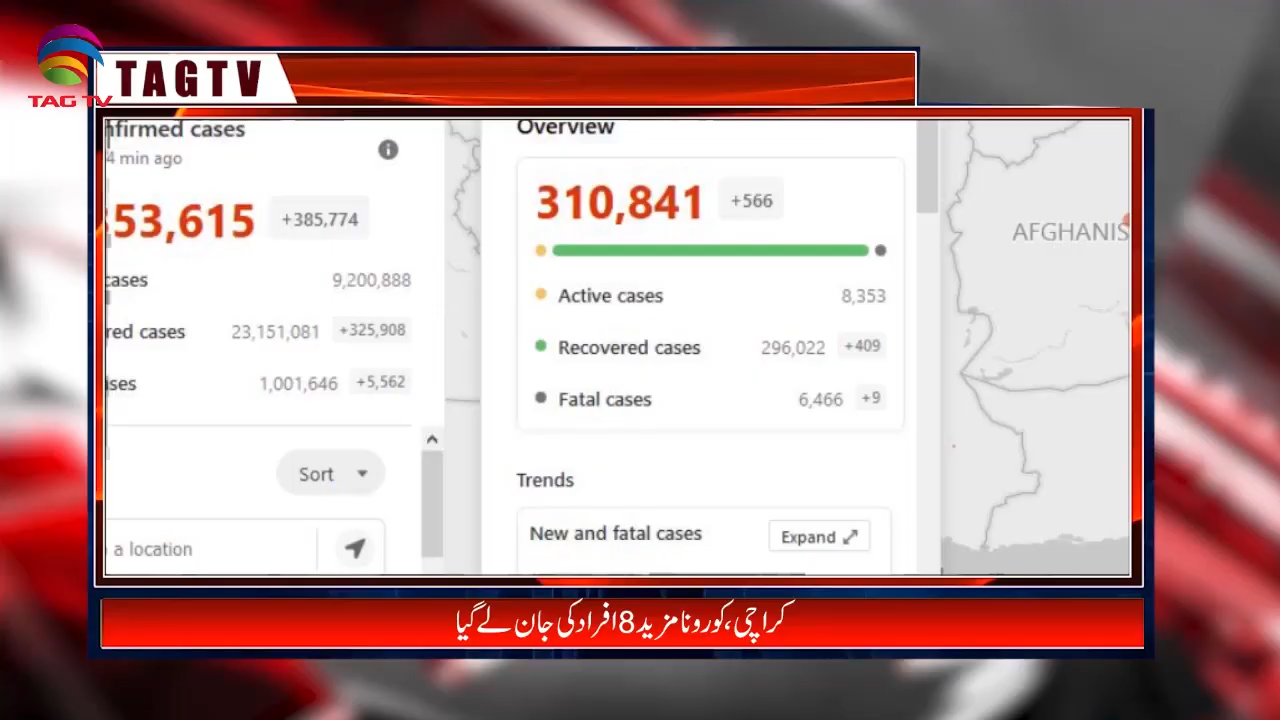 TAG TV
TAGTV
nfirmed cases
4 min ago
53,615 +385,774
cases 9,200,888
red cases 23,151,081 +325,908
ises 1,001,646 +5,562
Sort
a location
Overview
310,841 +566
Active cases 8,353
Recovered cases 296,022 +409
Fatal cases 6,466 +9
Trends
New and fatal cases Expand
AFGHANIS
کراچی،کورونا مزید 8 افراد کی جان لے گیا